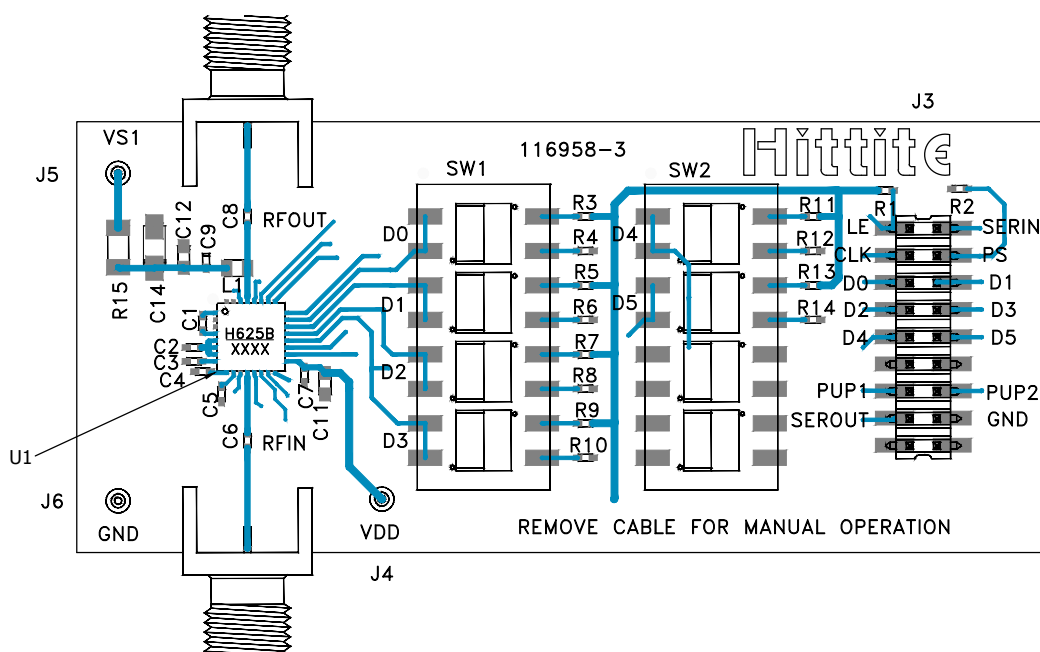 J3
VS1
Hittite
116958-3
J5
SW1
SW2
C12
C9
C8
RFOUT
R3
R11
R1
R2
D0
D4
LE
SERIN
R4
R12
CLK
PS
R15
C14
L1
R5
D5
R13
D0
D1
D1
R6
R14
D2
D3
C1
H625B
XXXX
D4
D5
C2
R7
C3
D2
C4
R8
PUP1
PUP2
C5
C7
C11
R9
SEROUT
GND
C6
RFIN
D3
R10
U1
J6
GND
VDD
REMOVE CABLE FOR MANUAL OPERATION
J4